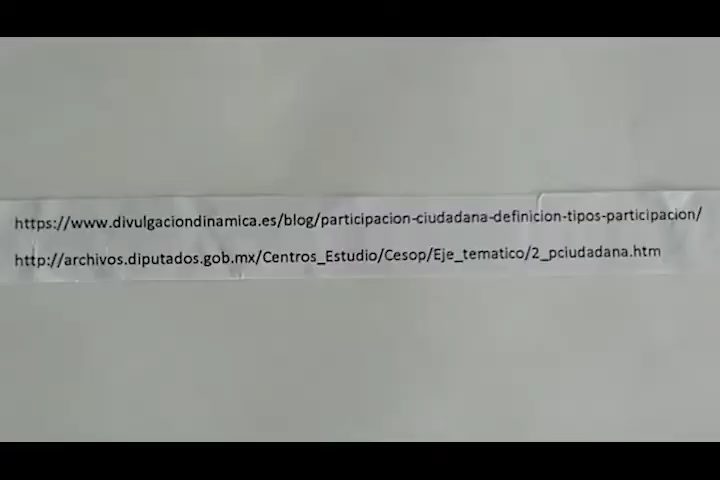 https://www.divulgaciondinamica.es/blog/participacion-ciudadana-definicion-tipos-participacion/
http://archivos.diputados.gob.mx/Centros_Estudio/Cesop/Eje_tematico/2_pciudadana.htm